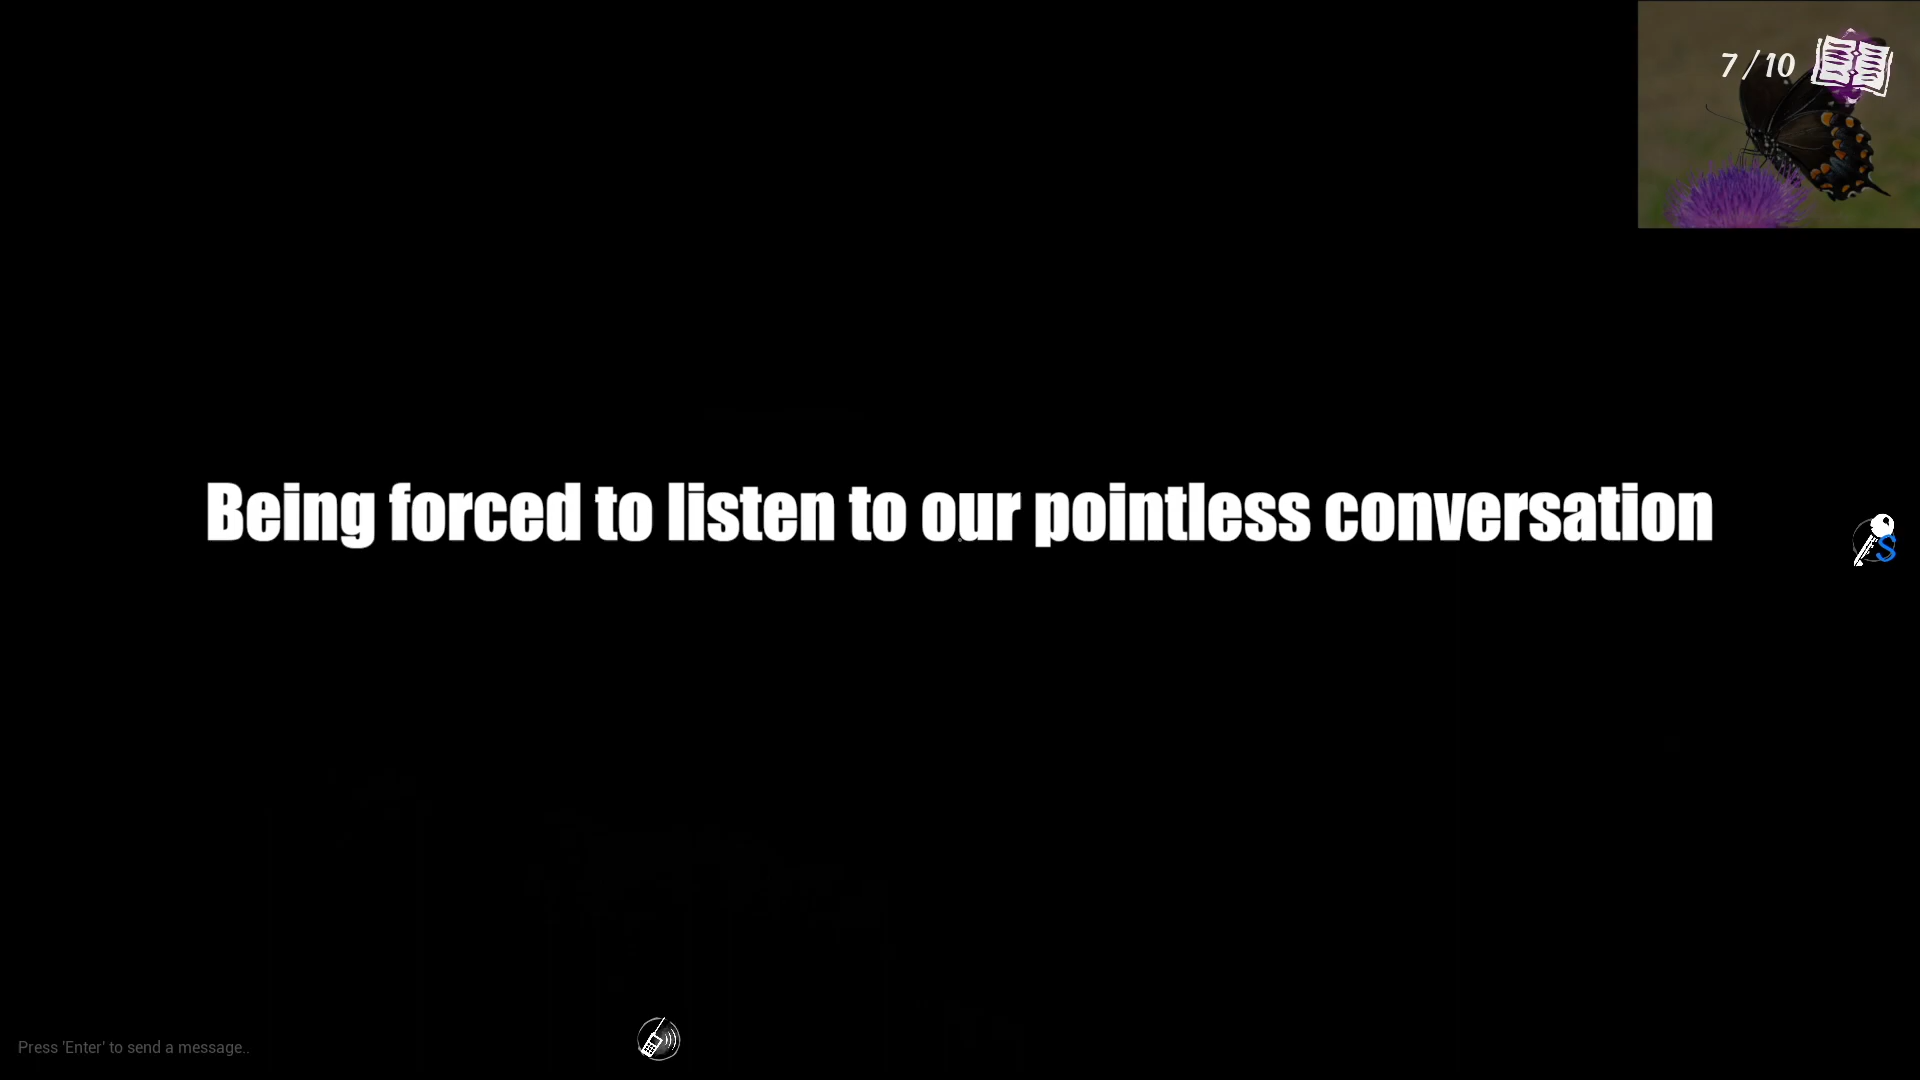 7/10
Being forced to listen to our pointless conversation
S
Press 'Enter' to send a message..